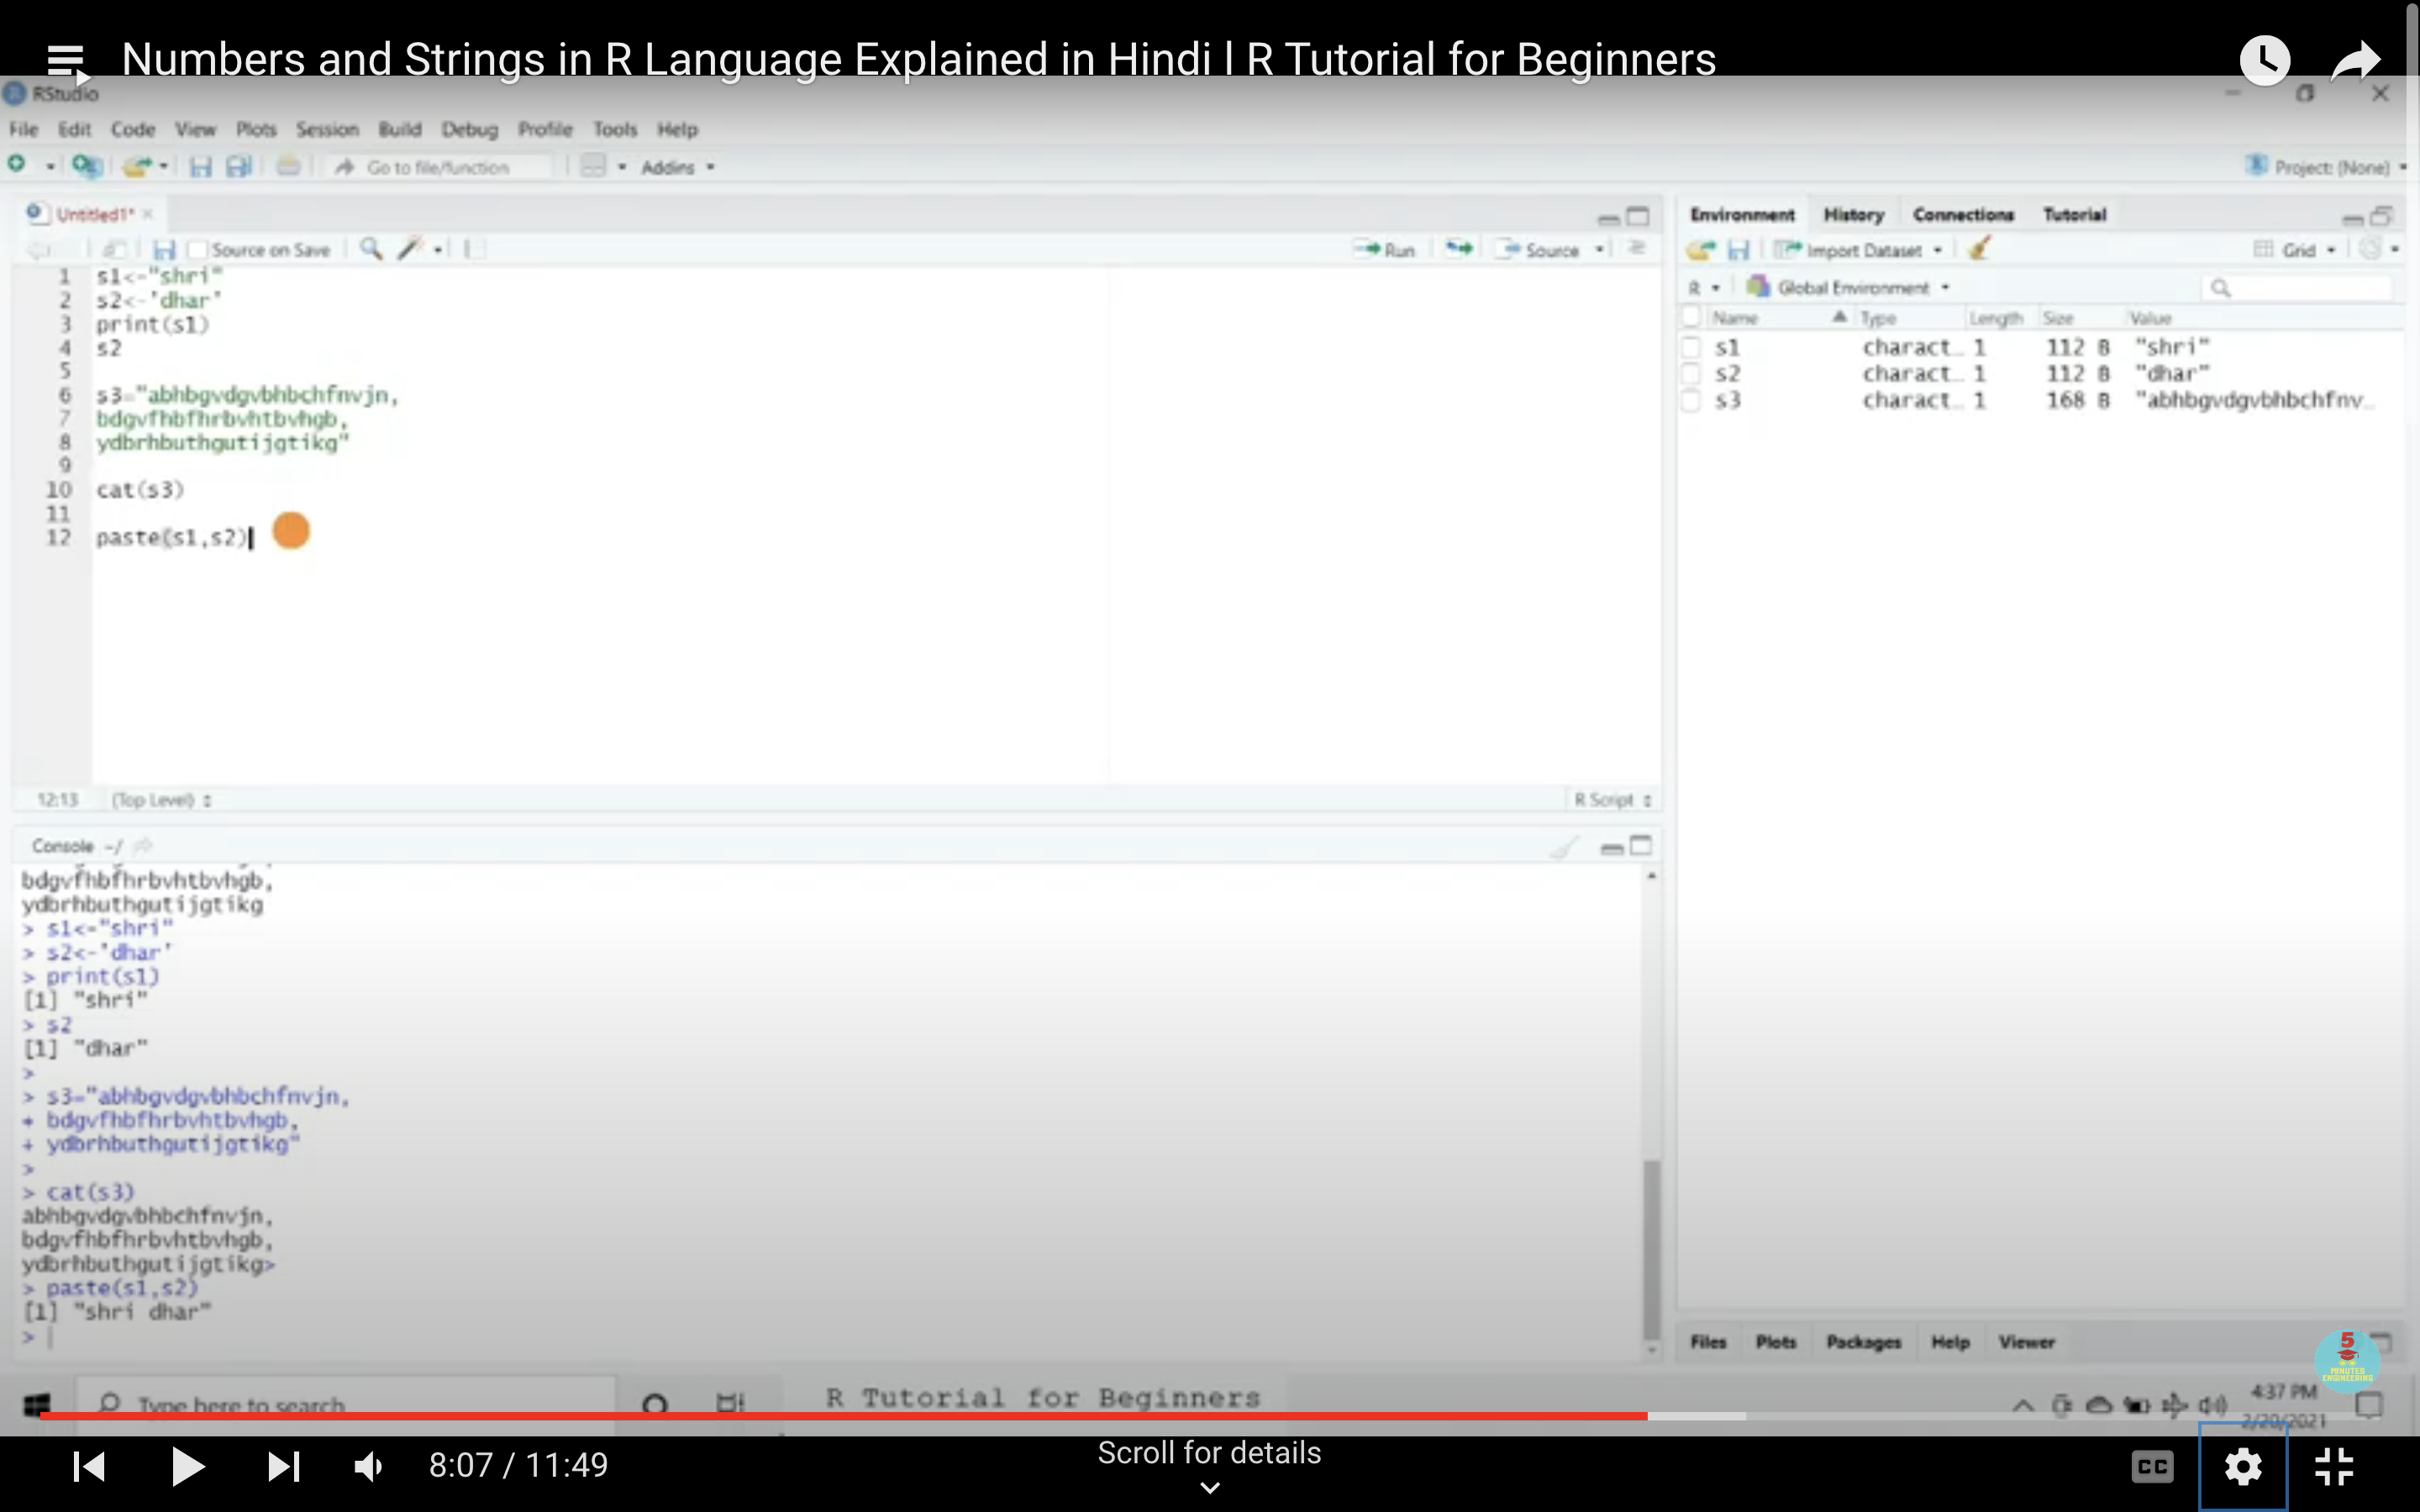 Numbers and Strings in R Language Explained in Hindi | R Tutorial for Beginners
RStudio
File Edit Code View Plots Session Build Debug Profile Tools Help
Go to file/function Addins Project: (None)
Untitled1*
Source on Save Run Source
1 s1<-"shri"
2 s2<-'dhar'
3 print(s1)
4 s2
5
6 s3="abhbgvdgvbhbchfnvjn,
7 bdgvfhbfhrbvhtbvhgb,
8 ydbrhbuthgutijgtikg"
9
10 cat(s3)
11
12 paste(s1,s2)
12:13 (Top Level) R Script
Console ~/
bdgvfhbfhrbvhtbvhgb,
ydbrhbuthgutijgtikg
> s1<-"shri"
> s2<-'dhar'
> print(s1)
[1] "shri"
> s2
[1] "dhar"
>
> s3="abhbgvdgvbhbchfnvjn,
+ bdgvfhbfhrbvhtbvhgb,
+ ydbrhbuthgutijgtikg"
>
> cat(s3)
abhbgvdgvbhbchfnvjn,
bdgvfhbfhrbvhtbvhgb,
ydbrhbuthgutijgtikg>
> paste(s1,s2)
[1] "shri dhar"
>
Environment History Connections Tutorial
Import Dataset Grid
R Global Environment
Name Type Length Size Value
s1 charact… 1 112 B "shri"
s2 charact… 1 112 B "dhar"
s3 charact… 1 168 B "abhbgvdgvbhbchfnv…
Files Plots Packages Help Viewer
5
MINUTES
ENGINEERING
Type here to search
R Tutorial for Beginners
4:37 PM
2/20/2021
8:07 / 11:49
Scroll for details
CC